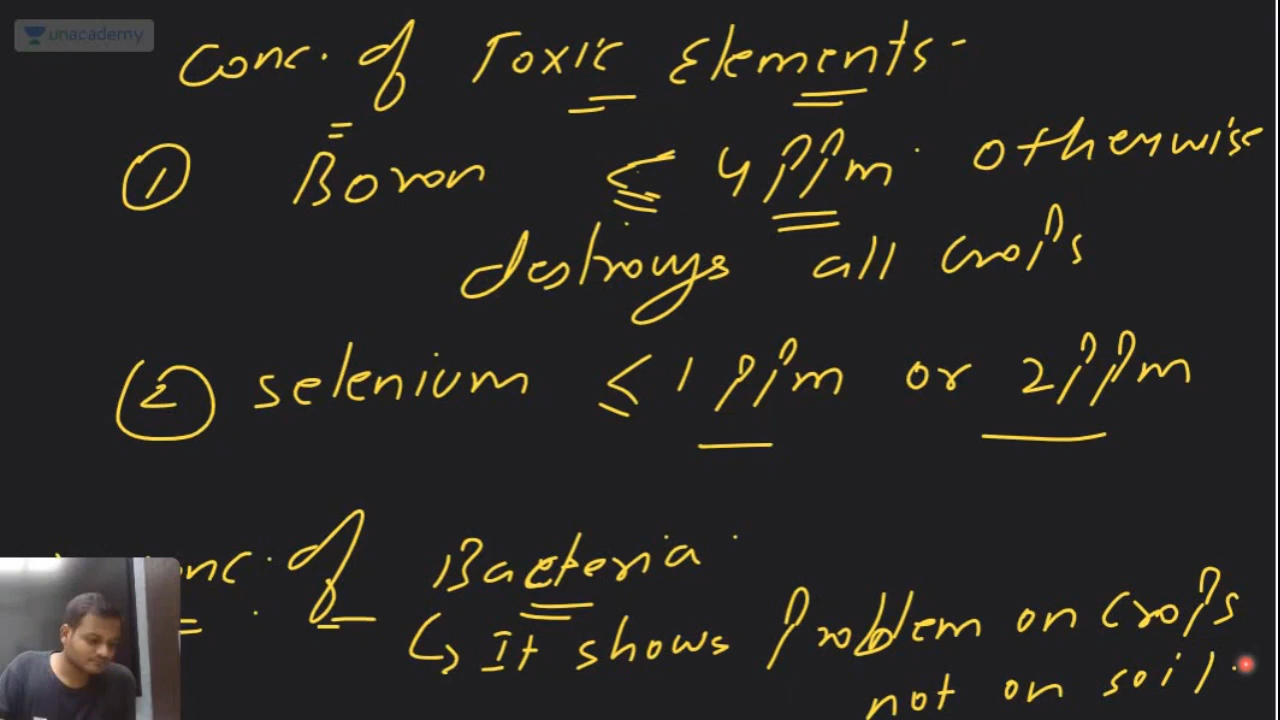 unacademy
Conc. of Toxic Elements -
① Boron ≤ 4 PPm. otherwise
destroys all crops
② selenium ≤ 1 PPm or 2 PPm
of Bacteria.
↳ It shows Problem on crops
not on soil.